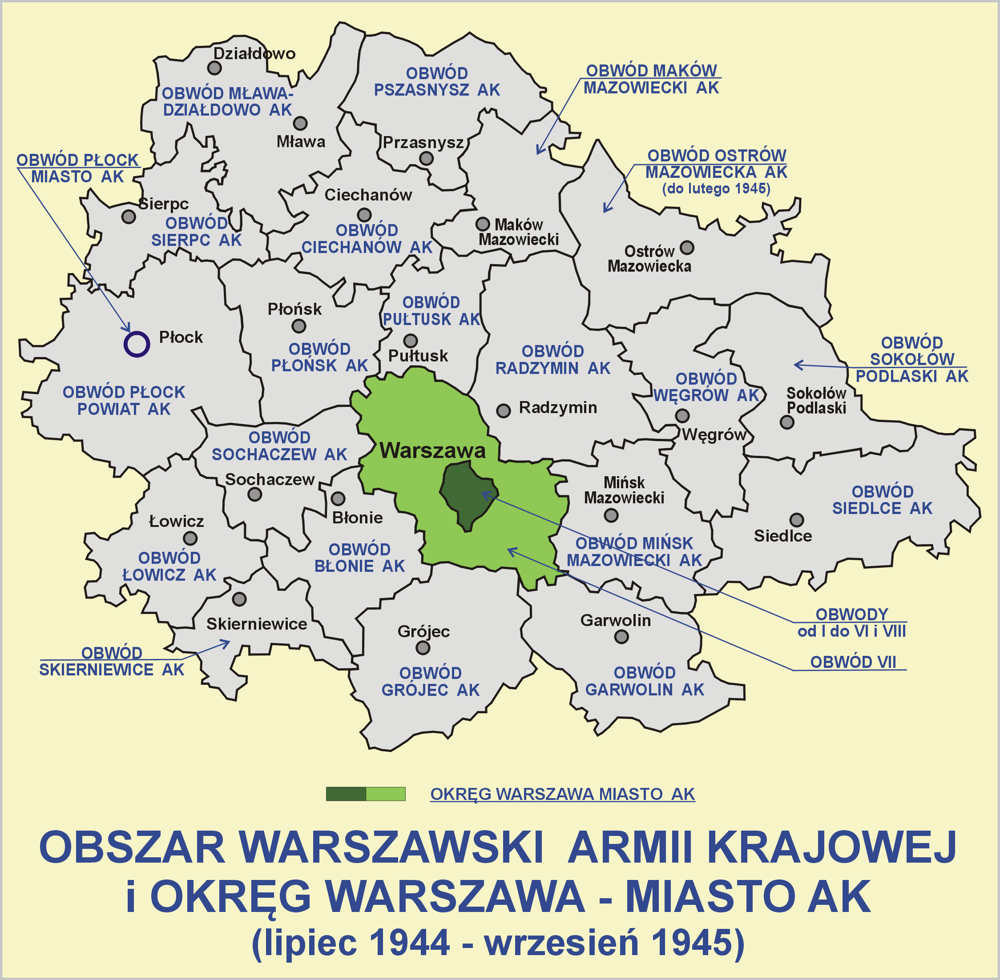 Działdowo
OBWÓD MŁAWA-
DZIAŁDOWO AK
Mława
OBWÓD
PSZASNYSZ AK
Przasnysz
OBWÓD MAKÓW
MAZOWIECKI AK
OBWÓD OSTRÓW
MAZOWIECKA AK
(do lutego 1945)
OBWÓD PŁOCK
MIASTO AK
Sierpc
OBWÓD
SIERPC AK
Ciechanów
OBWÓD
CIECHANÓW AK
Maków
Mazowiecki
Ostrów
Mazowiecka
Płock
OBWÓD PŁOCK
POWIAT AK
Płońsk
OBWÓD
PŁOŃSK AK
OBWÓD
PUŁTUSK AK
Pułtusk
OBWÓD
RADZYMIN AK
Radzymin
OBWÓD
WĘGRÓW AK
Węgrów
OBWÓD
SOKOŁÓW
PODLASKI AK
Sokołów
Podlaski
OBWÓD
SOCHACZEW AK
Sochaczew
Warszawa
Błonie
OBWÓD
BŁONIE AK
Mińsk
Mazowiecki
OBWÓD MIŃSK
MAZOWIECKI AK
OBWÓD
SIEDLCE AK
Siedlce
Łowicz
OBWÓD
ŁOWICZ AK
Skierniewice
OBWÓD
SKIERNIEWICE AK
Grójec
OBWÓD
GRÓJEC AK
Garwolin
OBWÓD
GARWOLIN AK
OBWODY
od I do VI i VIII
OBWÓD VII
OKRĘG WARSZAWA MIASTO AK
OBSZAR WARSZAWSKI ARMII KRAJOWEJ
i OKRĘG WARSZAWA - MIASTO AK
(lipiec 1944 - wrzesień 1945)